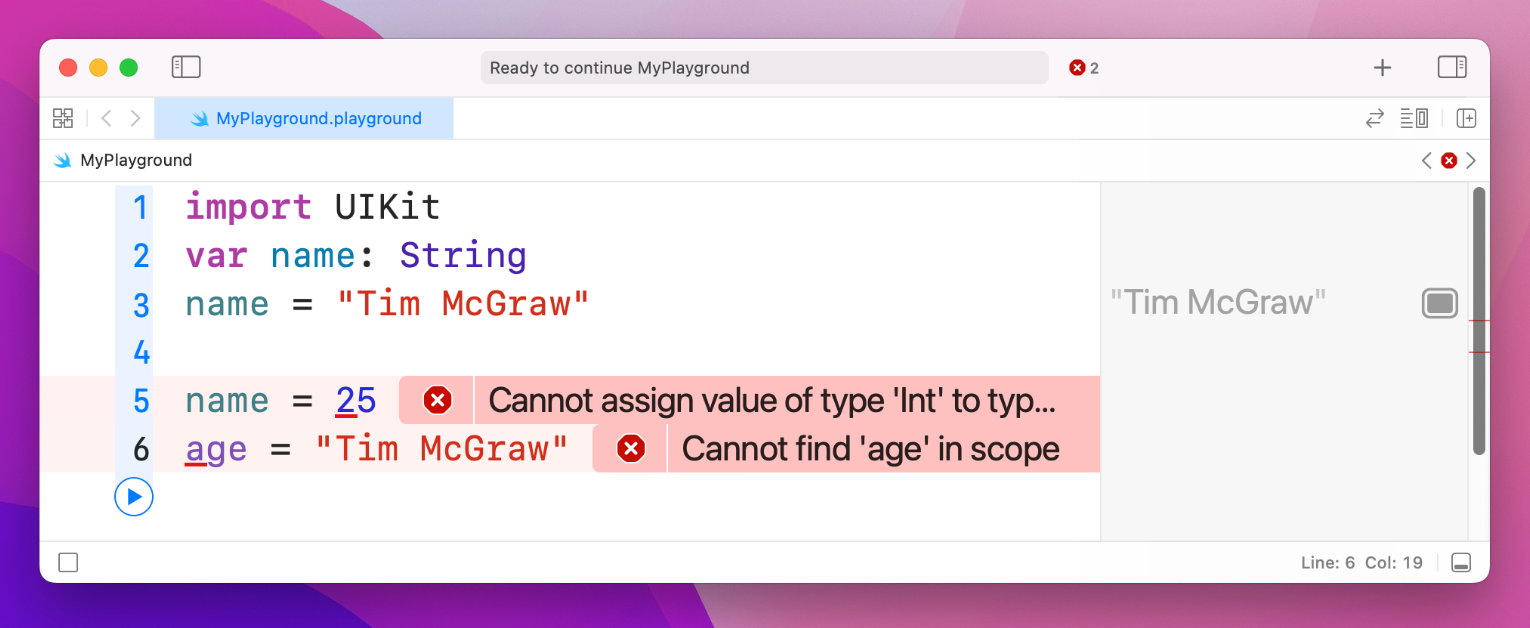 Ready to continue MyPlayground
2
MyPlayground.playground
MyPlayground
1 import UIKit
2 var name: String
3 name = "Tim McGraw" "Tim McGraw"
4
5 name = 25 Cannot assign value of type 'Int' to typ...
6 age = "Tim McGraw" Cannot find 'age' in scope
Line: 6 Col: 19